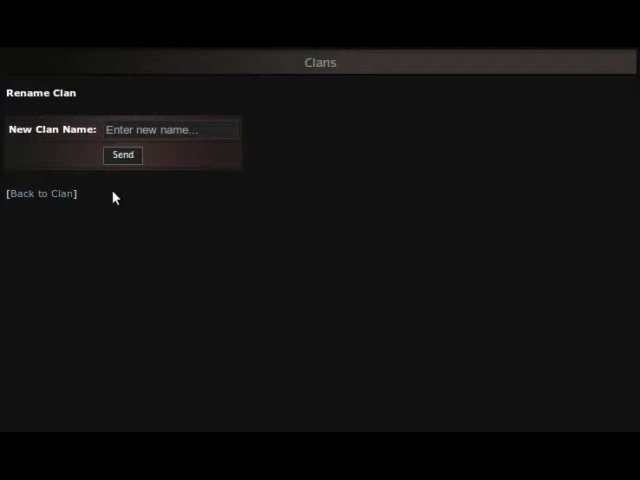 Clans
Rename Clan
New Clan Name: Enter new name...
Send
[Back to Clan]